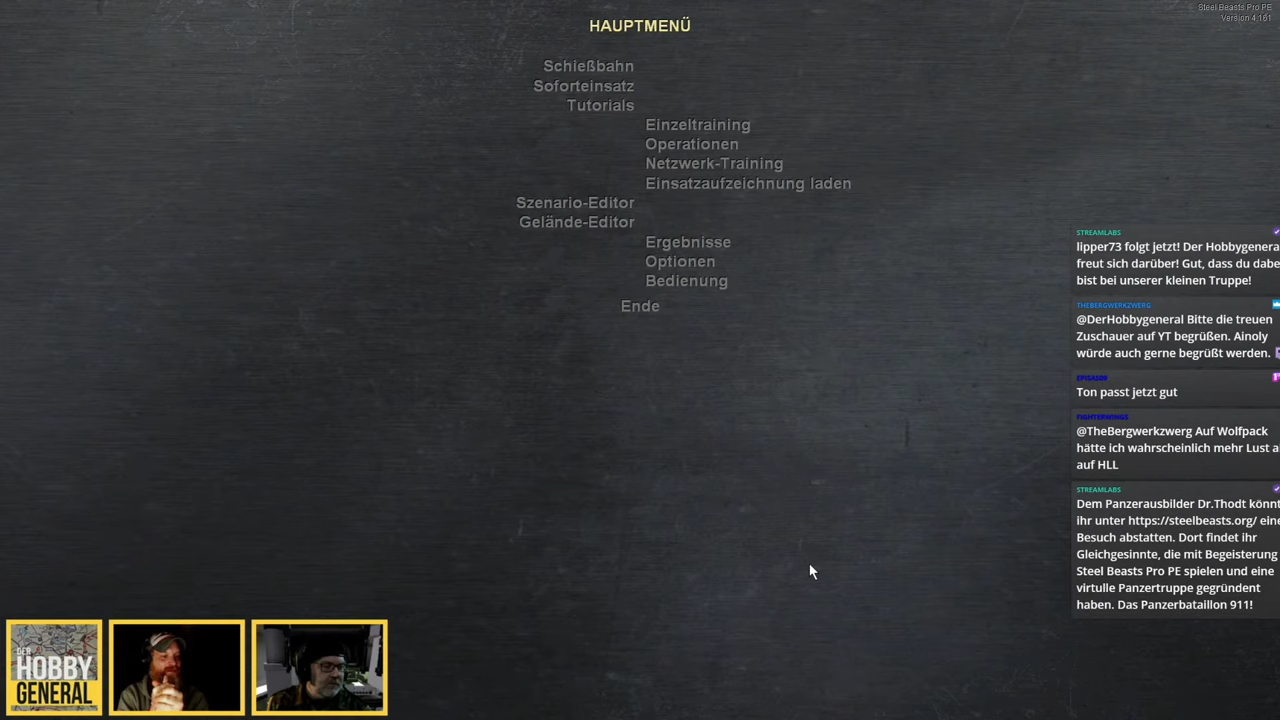 Steel Beasts Pro PE
Version 4.161
HAUPTMENÜ
Schießbahn
Soforteinsatz
Tutorials
Einzeltraining
Operationen
Netzwerk-Training
Einsatzaufzeichnung laden
Szenario-Editor
Gelände-Editor
Ergebnisse
Optionen
Bedienung
Ende
STREAMLABS
lipper73 folgt jetzt! Der Hobbygenera
freut sich darüber! Gut, dass du dabe
bist bei unserer kleinen Truppe!
THEBERGWERKZWERG
@DerHobbygeneral Bitte die treuen
Zuschauer auf YT begrüßen. Ainoly
würde auch gerne begrüßt werden.
Ton passt jetzt gut
FIGHTERWINGS
@TheBergwerkzwerg Auf Wolfpack
hätte ich wahrscheinlich mehr Lust a
auf HLL
STREAMLABS
Dem Panzerausbilder Dr.Thodt könnt
ihr unter https://steelbeasts.org/ eine
Besuch abstatten. Dort findet ihr
Gleichgesinnte, die mit Begeisterung
Steel Beasts Pro PE spielen und eine
virtulle Panzertruppe gegründent
haben. Das Panzerbataillon 911!
DER
HOBBY
GENERAL